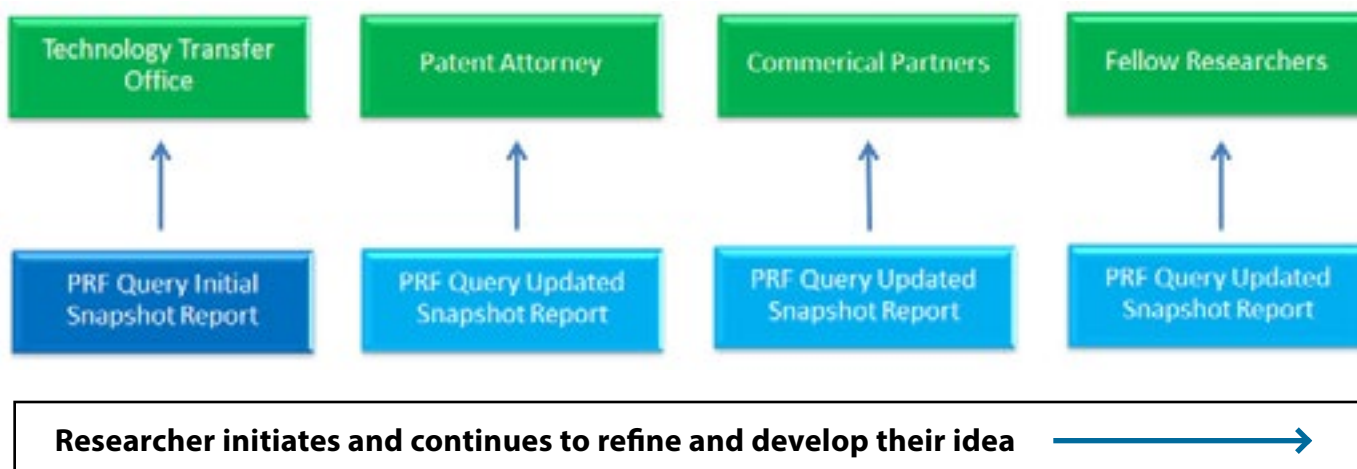 Technology Transfer
Office
Patent Attorney
Commerical Partners
Fellow Researchers
PRF Query Initial
Snapshot Report
PRF Query Updated
Snapshot Report
PRF Query Updated
Snapshot Report
PRF Query Updated
Snapshot Report
Researcher initiates and continues to refine and develop their idea